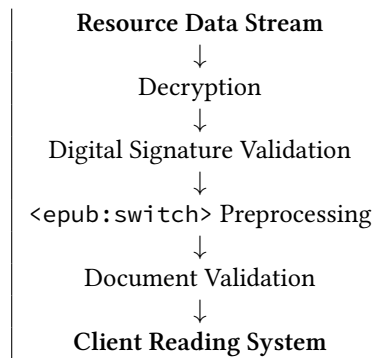 Resource Data Stream
↓
Decryption
↓
Digital Signature Validation
↓
<epub:switch> Preprocessing
↓
Document Validation
↓
Client Reading System